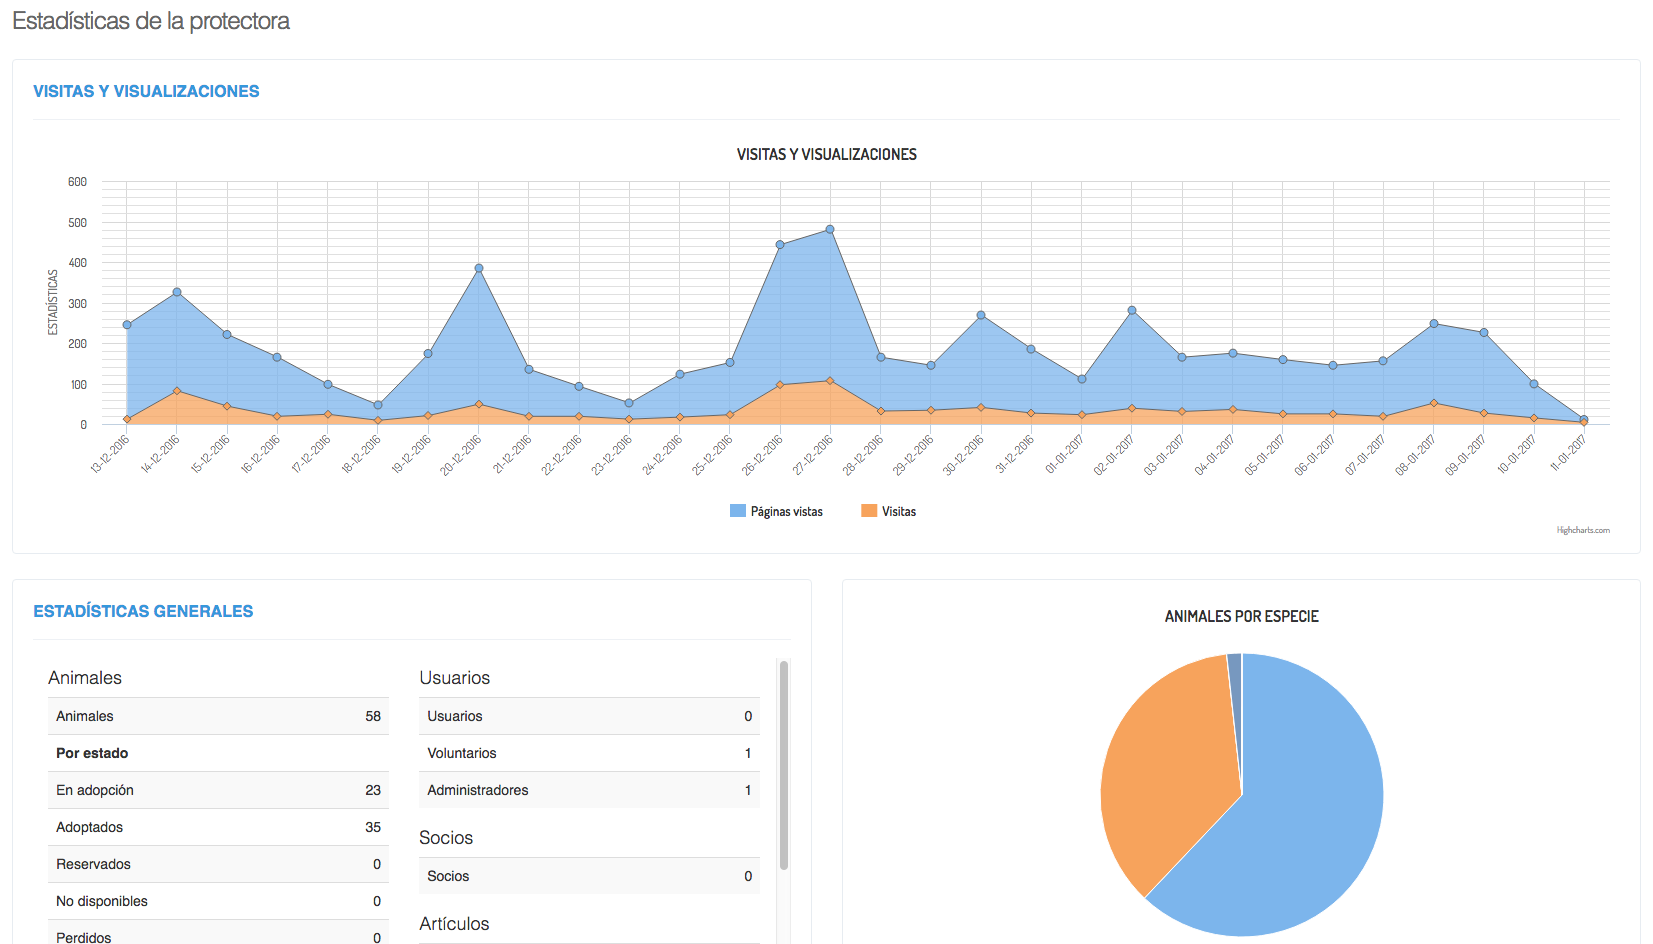 Estadísticas de la protectora
VISITAS Y VISUALIZACIONES
VISITAS Y VISUALIZACIONES
600
500
400
300
200
100
0
ESTADÍSTICAS
13-12-2016
14-12-2016
15-12-2016
16-12-2016
17-12-2016
18-12-2016
19-12-2016
20-12-2016
21-12-2016
22-12-2016
23-12-2016
24-12-2016
25-12-2016
26-12-2016
27-12-2016
28-12-2016
29-12-2016
30-12-2016
31-12-2016
01-01-2017
02-01-2017
03-01-2017
04-01-2017
05-01-2017
06-01-2017
07-01-2017
08-01-2017
09-01-2017
10-01-2017
11-01-2017
Páginas vistas Visitas
Highcharts.com
ESTADÍSTICAS GENERALES
Animales
Animales 58
Por estado
En adopción 23
Adoptados 35
Reservados 0
No disponibles 0
Perdidos 0
Usuarios
Usuarios 0
Voluntarios 1
Administradores 1
Socios
Socios 0
Artículos
ANIMALES POR ESPECIE